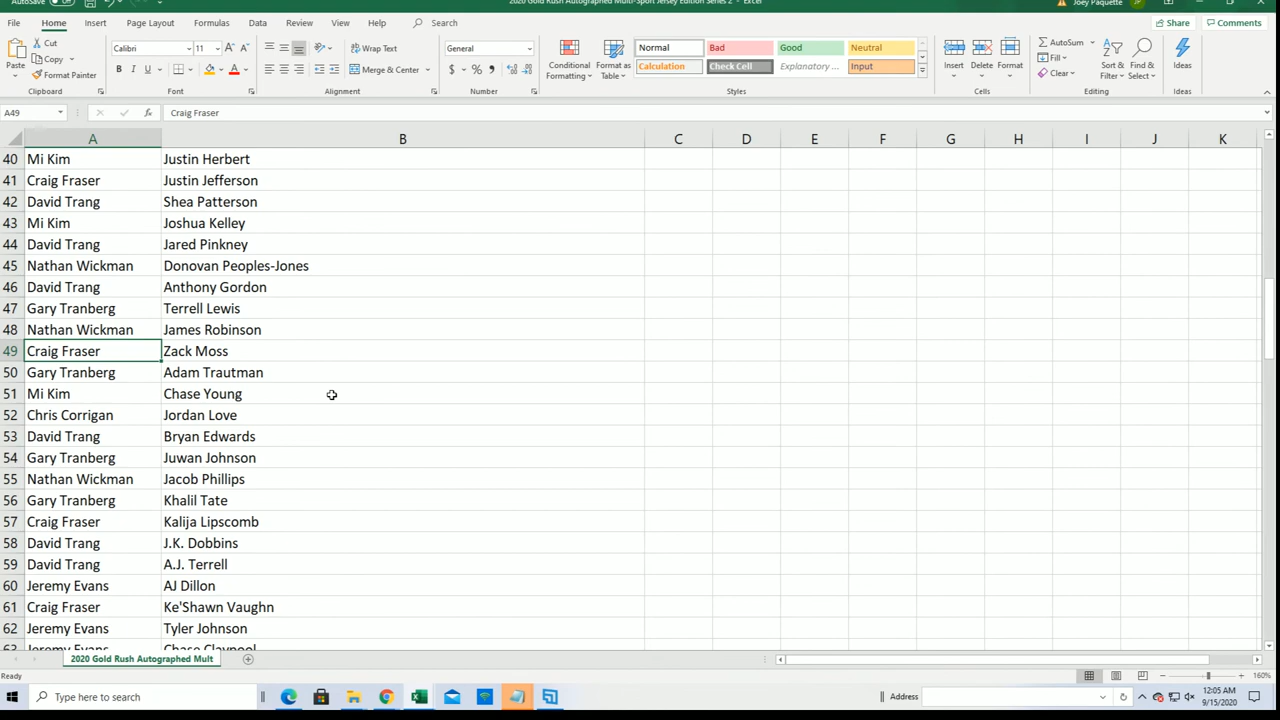 AutoSave 2020 Gold Rush Autographed Multi-Sport Jersey Edition Series 2 - Excel Joey Paquette
File Home Insert Page Layout Formulas Data Review View Help Search Share Comments
Paste Cut Copy Format Painter
Calibri 11
Wrap Text Merge & Center
General
Conditional Formatting Format as Table
Normal Bad Good Neutral
Calculation Check Cell Explanatory ... Input
Insert Delete Format
AutoSum Fill Clear
Sort & Filter Find & Select
Ideas
Clipboard Font Alignment Number Styles Cells Editing Ideas
A49 fx Craig Fraser
A B C D E F G H I J K
40 Mi Kim Justin Herbert
41 Craig Fraser Justin Jefferson
42 David Trang Shea Patterson
43 Mi Kim Joshua Kelley
44 David Trang Jared Pinkney
45 Nathan Wickman Donovan Peoples-Jones
46 David Trang Anthony Gordon
47 Gary Tranberg Terrell Lewis
48 Nathan Wickman James Robinson
49 Craig Fraser Zack Moss
50 Gary Tranberg Adam Trautman
51 Mi Kim Chase Young
52 Chris Corrigan Jordan Love
53 David Trang Bryan Edwards
54 Gary Tranberg Juwan Johnson
55 Nathan Wickman Jacob Phillips
56 Gary Tranberg Khalil Tate
57 Craig Fraser Kalija Lipscomb
58 David Trang J.K. Dobbins
59 David Trang A.J. Terrell
60 Jeremy Evans AJ Dillon
61 Craig Fraser Ke'Shawn Vaughn
62 Jeremy Evans Tyler Johnson
63 Jeremy Evans Chase Claypool
2020 Gold Rush Autographed Mult
Ready 160%
Type here to search Address 12:05 AM
9/15/2020